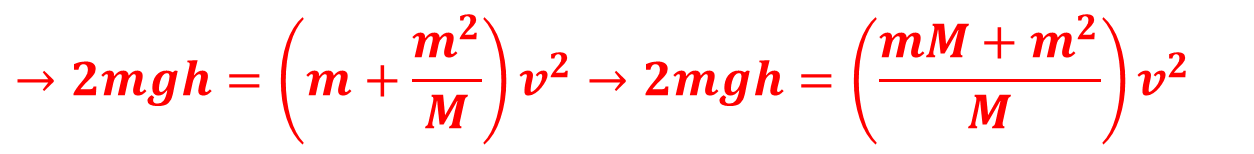 → 2mgh = (m + m²/M) v² → 2mgh = ((mM + m²)/M) v²